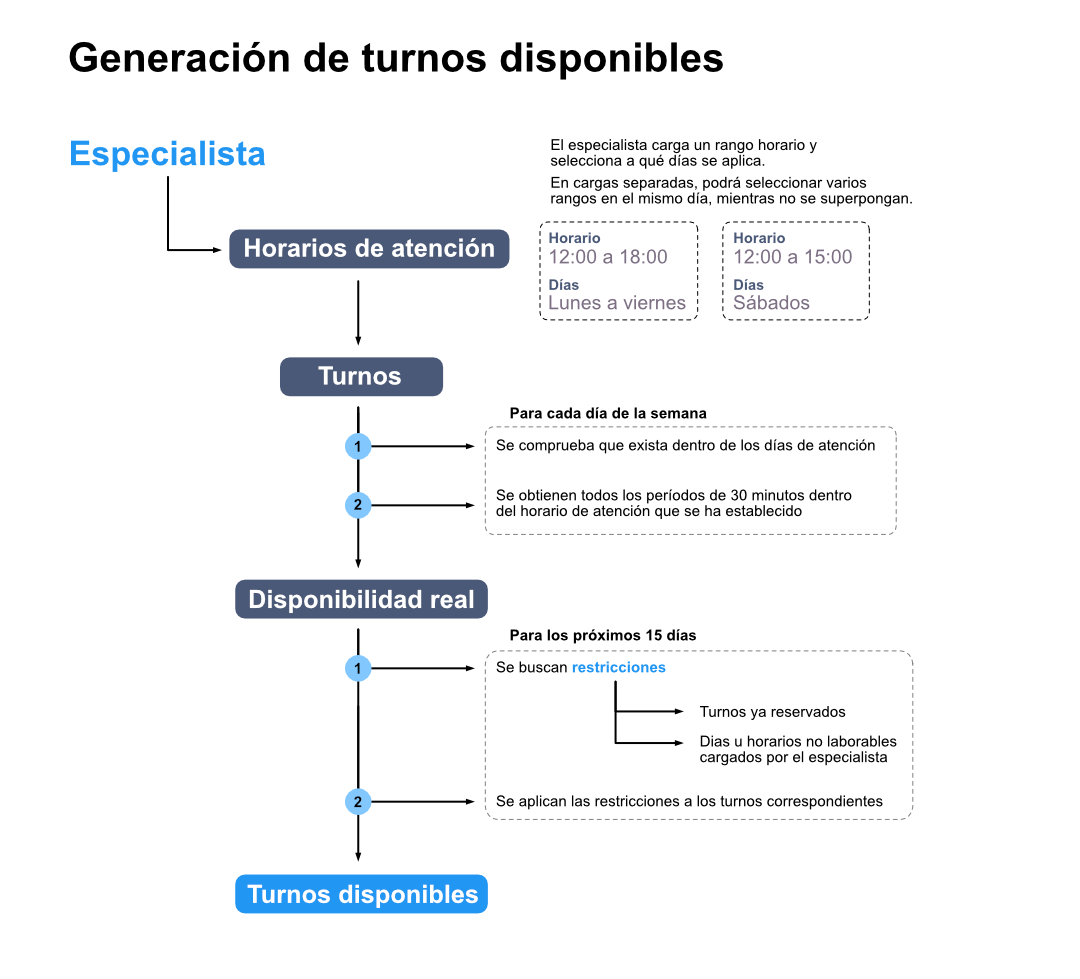 Generación de turnos disponibles
Especialista
El especialista carga un rango horario y
selecciona a qué días se aplica.
En cargas separadas, podrá seleccionar varios
rangos en el mismo día, mientras no se superpongan.
Horarios de atención
Horario
12:00 a 18:00
Días
Lunes a viernes
Horario
12:00 a 15:00
Días
Sábados
Turnos
Para cada día de la semana
1
Se comprueba que exista dentro de los días de atención
2
Se obtienen todos los períodos de 30 minutos dentro
del horario de atención que se ha establecido
Disponibilidad real
Para los próximos 15 días
1
Se buscan restricciones
Turnos ya reservados
Dias u horarios no laborables
cargados por el especialista
2
Se aplican las restricciones a los turnos correspondientes
Turnos disponibles